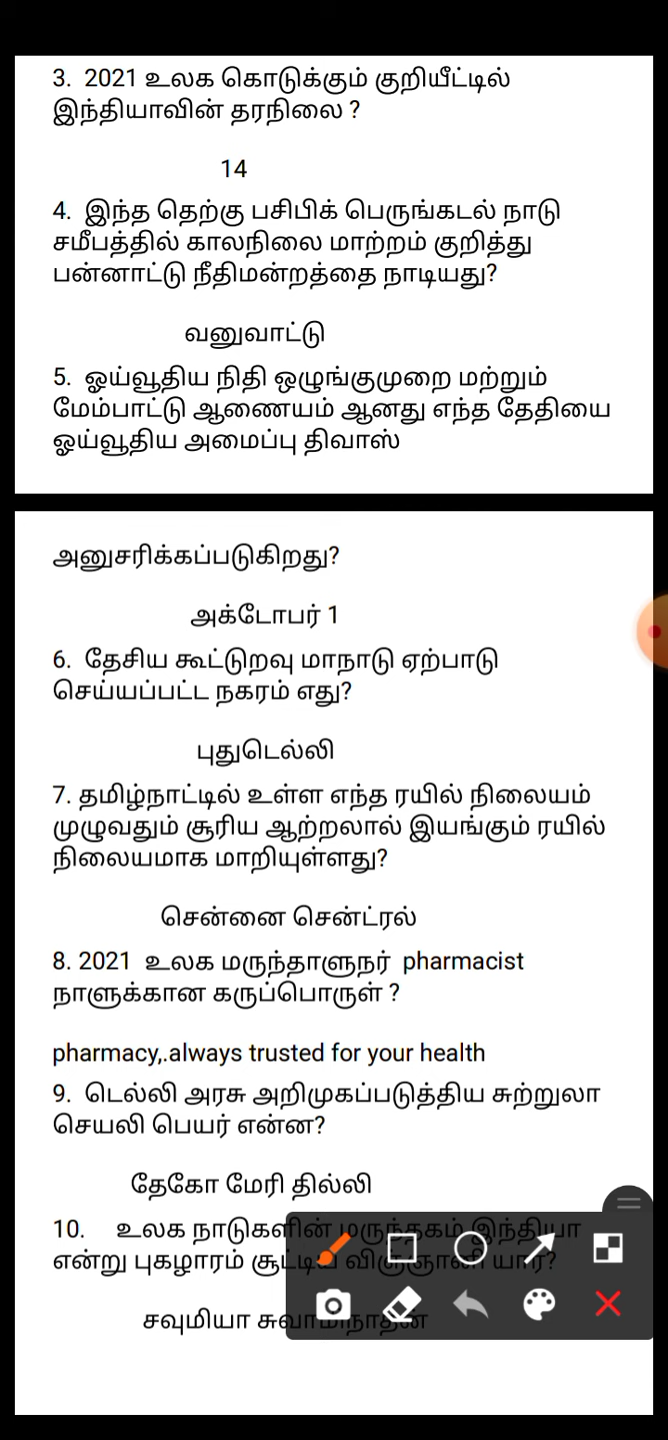 3. 2021 உலக கொடுக்கும் குறியீட்டில்
இந்தியாவின் தரநிலை ?
14
4. இந்த தெற்கு பசிபிக் பெருங்கடல் நாடு
சமீபத்தில் காலநிலை மாற்றம் குறித்து
பன்னாட்டு நீதிமன்றத்தை நாடியது?
வனுவாட்டு
5. ஓய்வூதிய நிதி ஒழுங்குமுறை மற்றும்
மேம்பாட்டு ஆணையம் ஆனது எந்த தேதியை
ஓய்வூதிய அமைப்பு திவாஸ்
அனுசரிக்கப்படுகிறது?
அக்டோபர் 1
6. தேசிய கூட்டுறவு மாநாடு ஏற்பாடு
செய்யப்பட்ட நகரம் எது?
புதுடெல்லி
7. தமிழ்நாட்டில் உள்ள எந்த ரயில் நிலையம்
முழுவதும் சூரிய ஆற்றலால் இயங்கும் ரயில்
நிலையமாக மாறியுள்ளது?
சென்னை சென்ட்ரல்
8. 2021 உலக மருந்தாளுநர் pharmacist
நாளுக்கான கருப்பொருள் ?
pharmacy,.always trusted for your health
9. டெல்லி அரசு அறிமுகப்படுத்திய சுற்றுலா
செயலி பெயர் என்ன?
தேகோ மேரி தில்லி
10. உலக நாடுகளின் மருந்தகம் இந்தியா
என்று புகழாரம் சூட்டிய விஞ்ஞானி யார்?
சவுமியா சுவாமிநாதன்